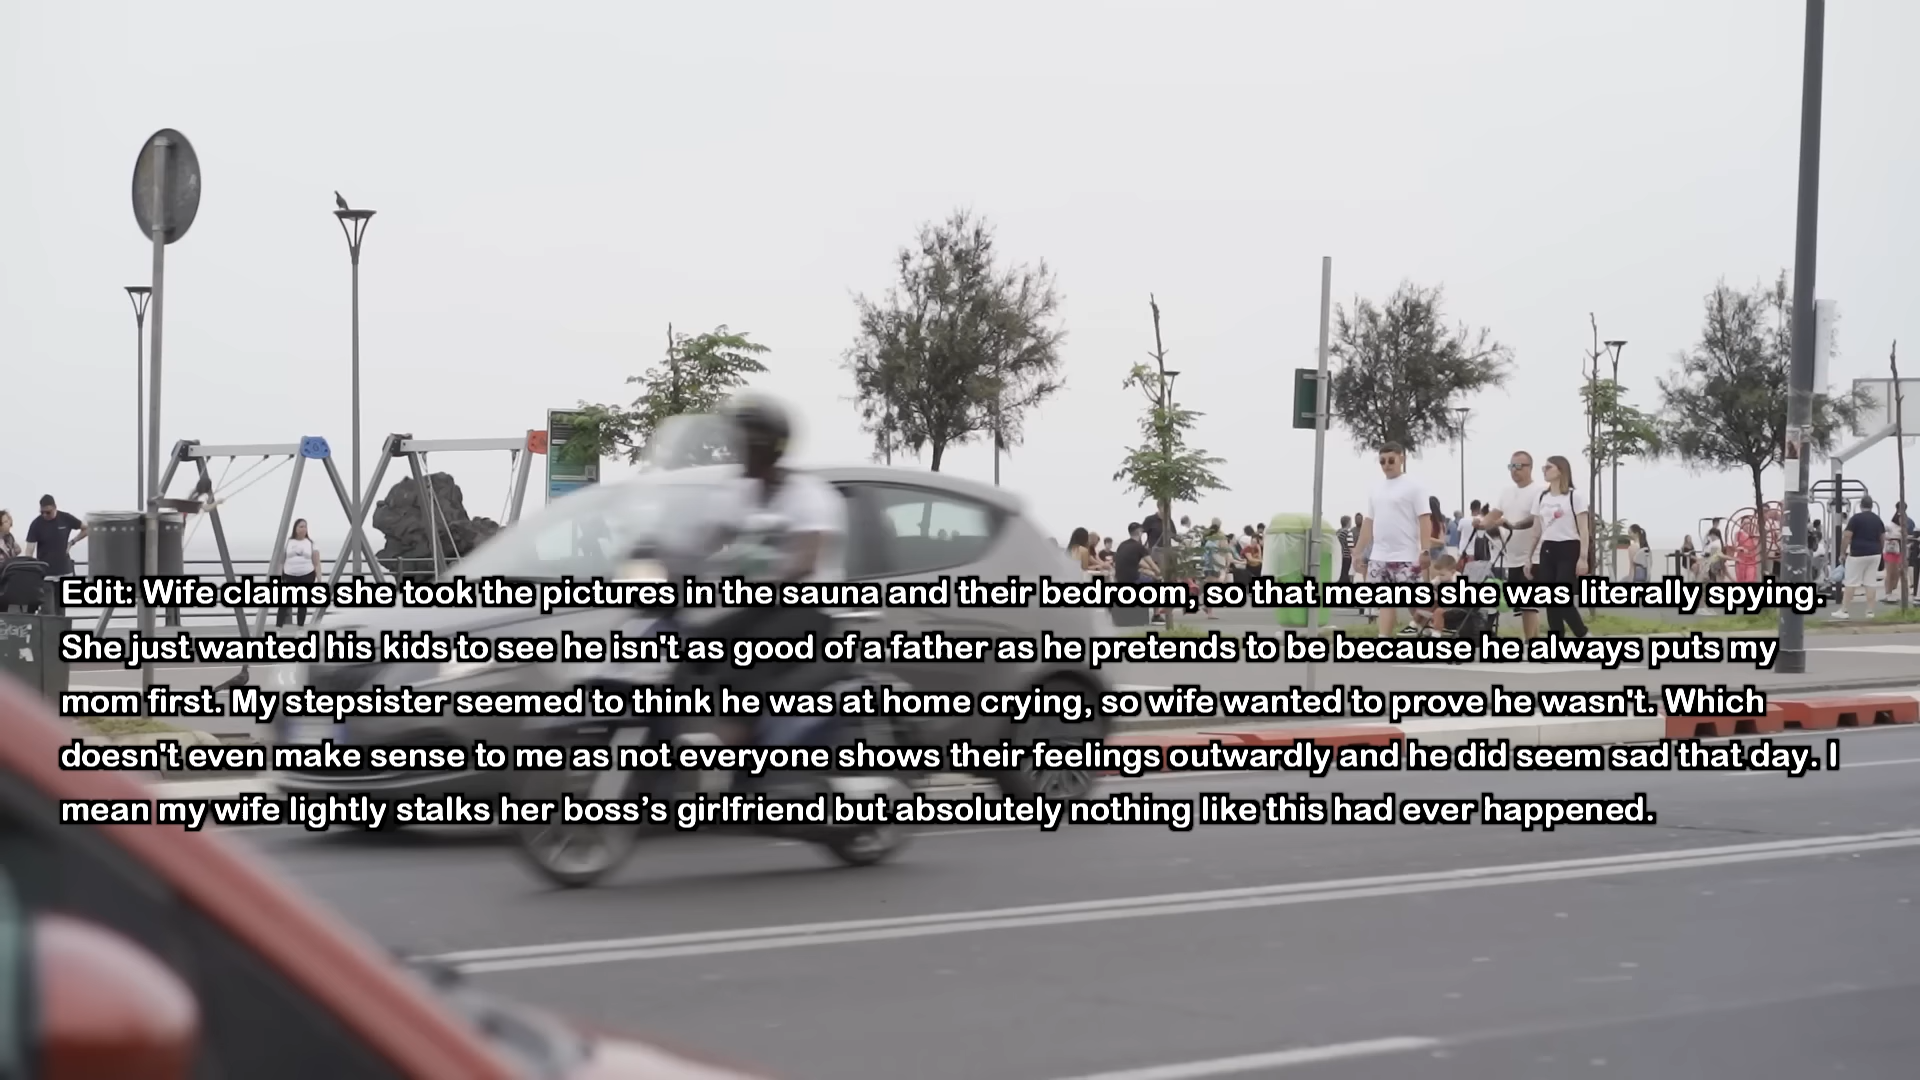 Edit: Wife claims she took the pictures in the sauna and their bedroom, so that means she was literally spying.
She just wanted his kids to see he isn't as good of a father as he pretends to be because he always puts my
mom first. My stepsister seemed to think he was at home crying, so wife wanted to prove he wasn't. Which
doesn't even make sense to me as not everyone shows their feelings outwardly and he did seem sad that day. I
mean my wife lightly stalks her boss’s girlfriend but absolutely nothing like this had ever happened.